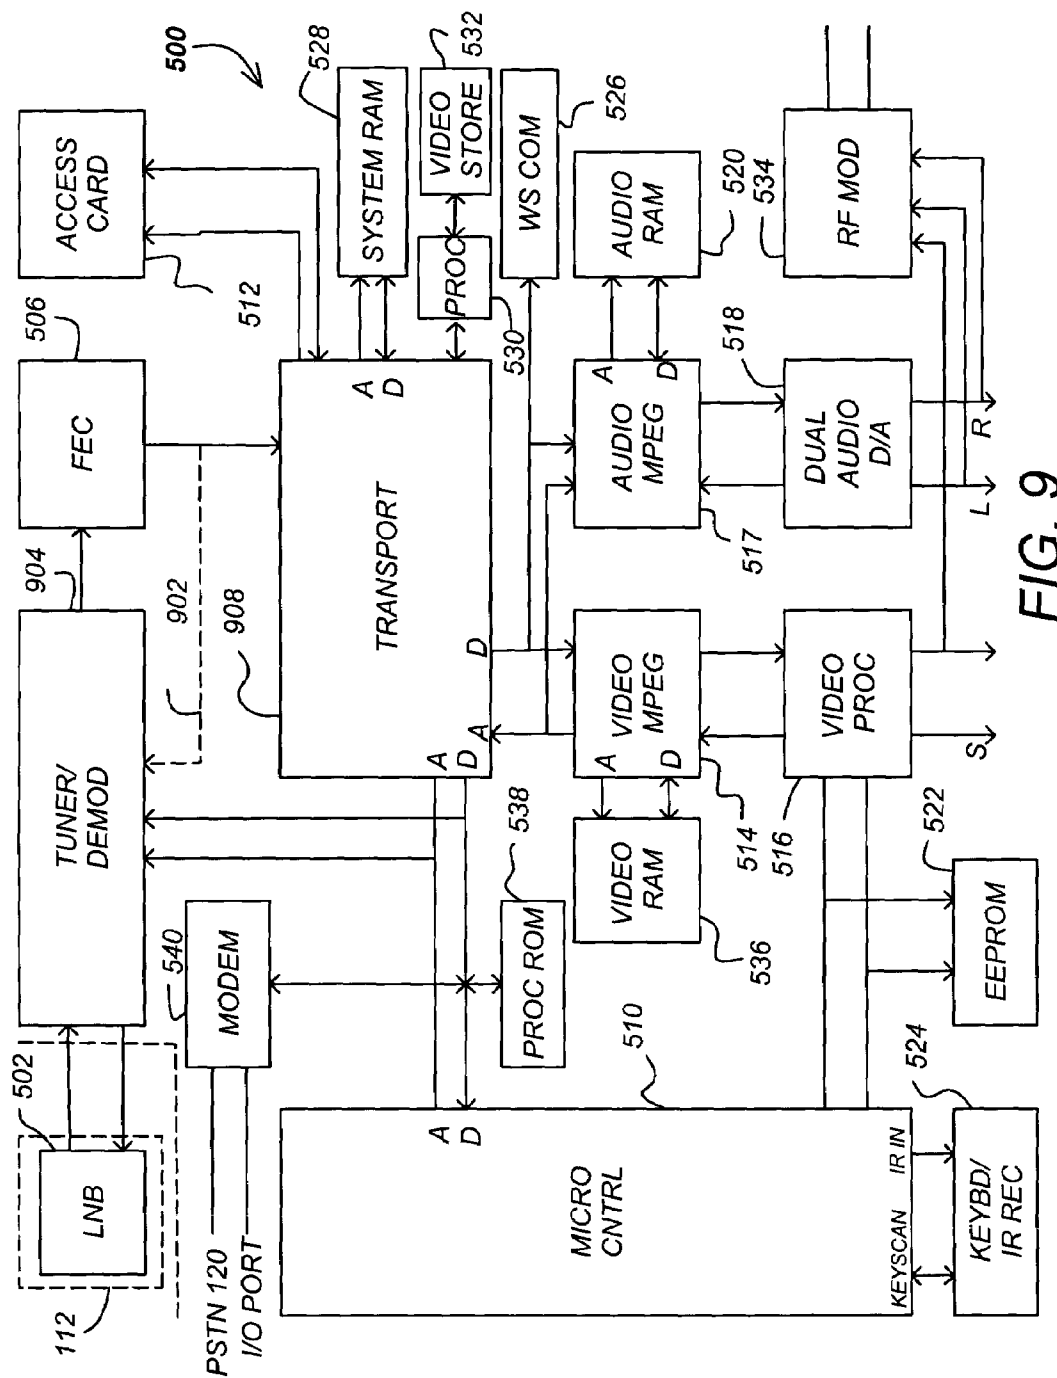 500
ACCESS
CARD
512
506
FEC
904
902
TUNER/
DEMOD
502
LNB
112
540
MODEM
PSTN 120
I/O PORT
908
TRANSPORT
A
D
A
D
D
A
528
SYSTEM RAM
532
VIDEO
STORE
PROC
530
WS COM
526
538
PROC ROM
510
MICRO
CNTRL
A
D
KEYSCAN
IR IN
524
KEYBD/
IR REC
522
EEPROM
AUDIO
RAM
520
A
D
AUDIO
MPEG
517
518
DUAL
AUDIO
D/A
534
RF MOD
VIDEO
MPEG
A
D
514
VIDEO
RAM
536
VIDEO
PROC
516
S
L
R
FIG. 9